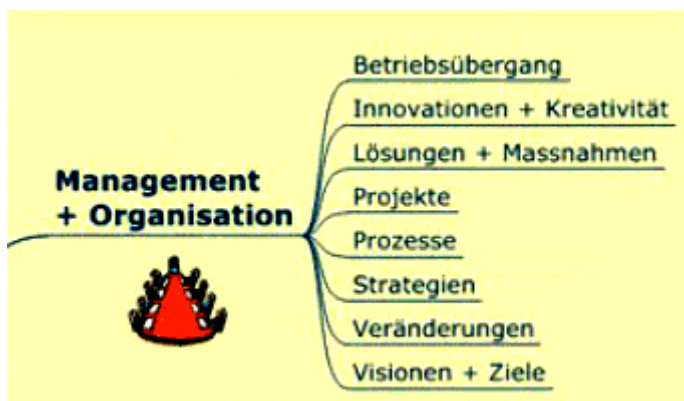 Management
+ Organisation
Betriebsübergang
Innovationen + Kreativität
Lösungen + Massnahmen
Projekte
Prozesse
Strategien
Veränderungen
Visionen + Ziele